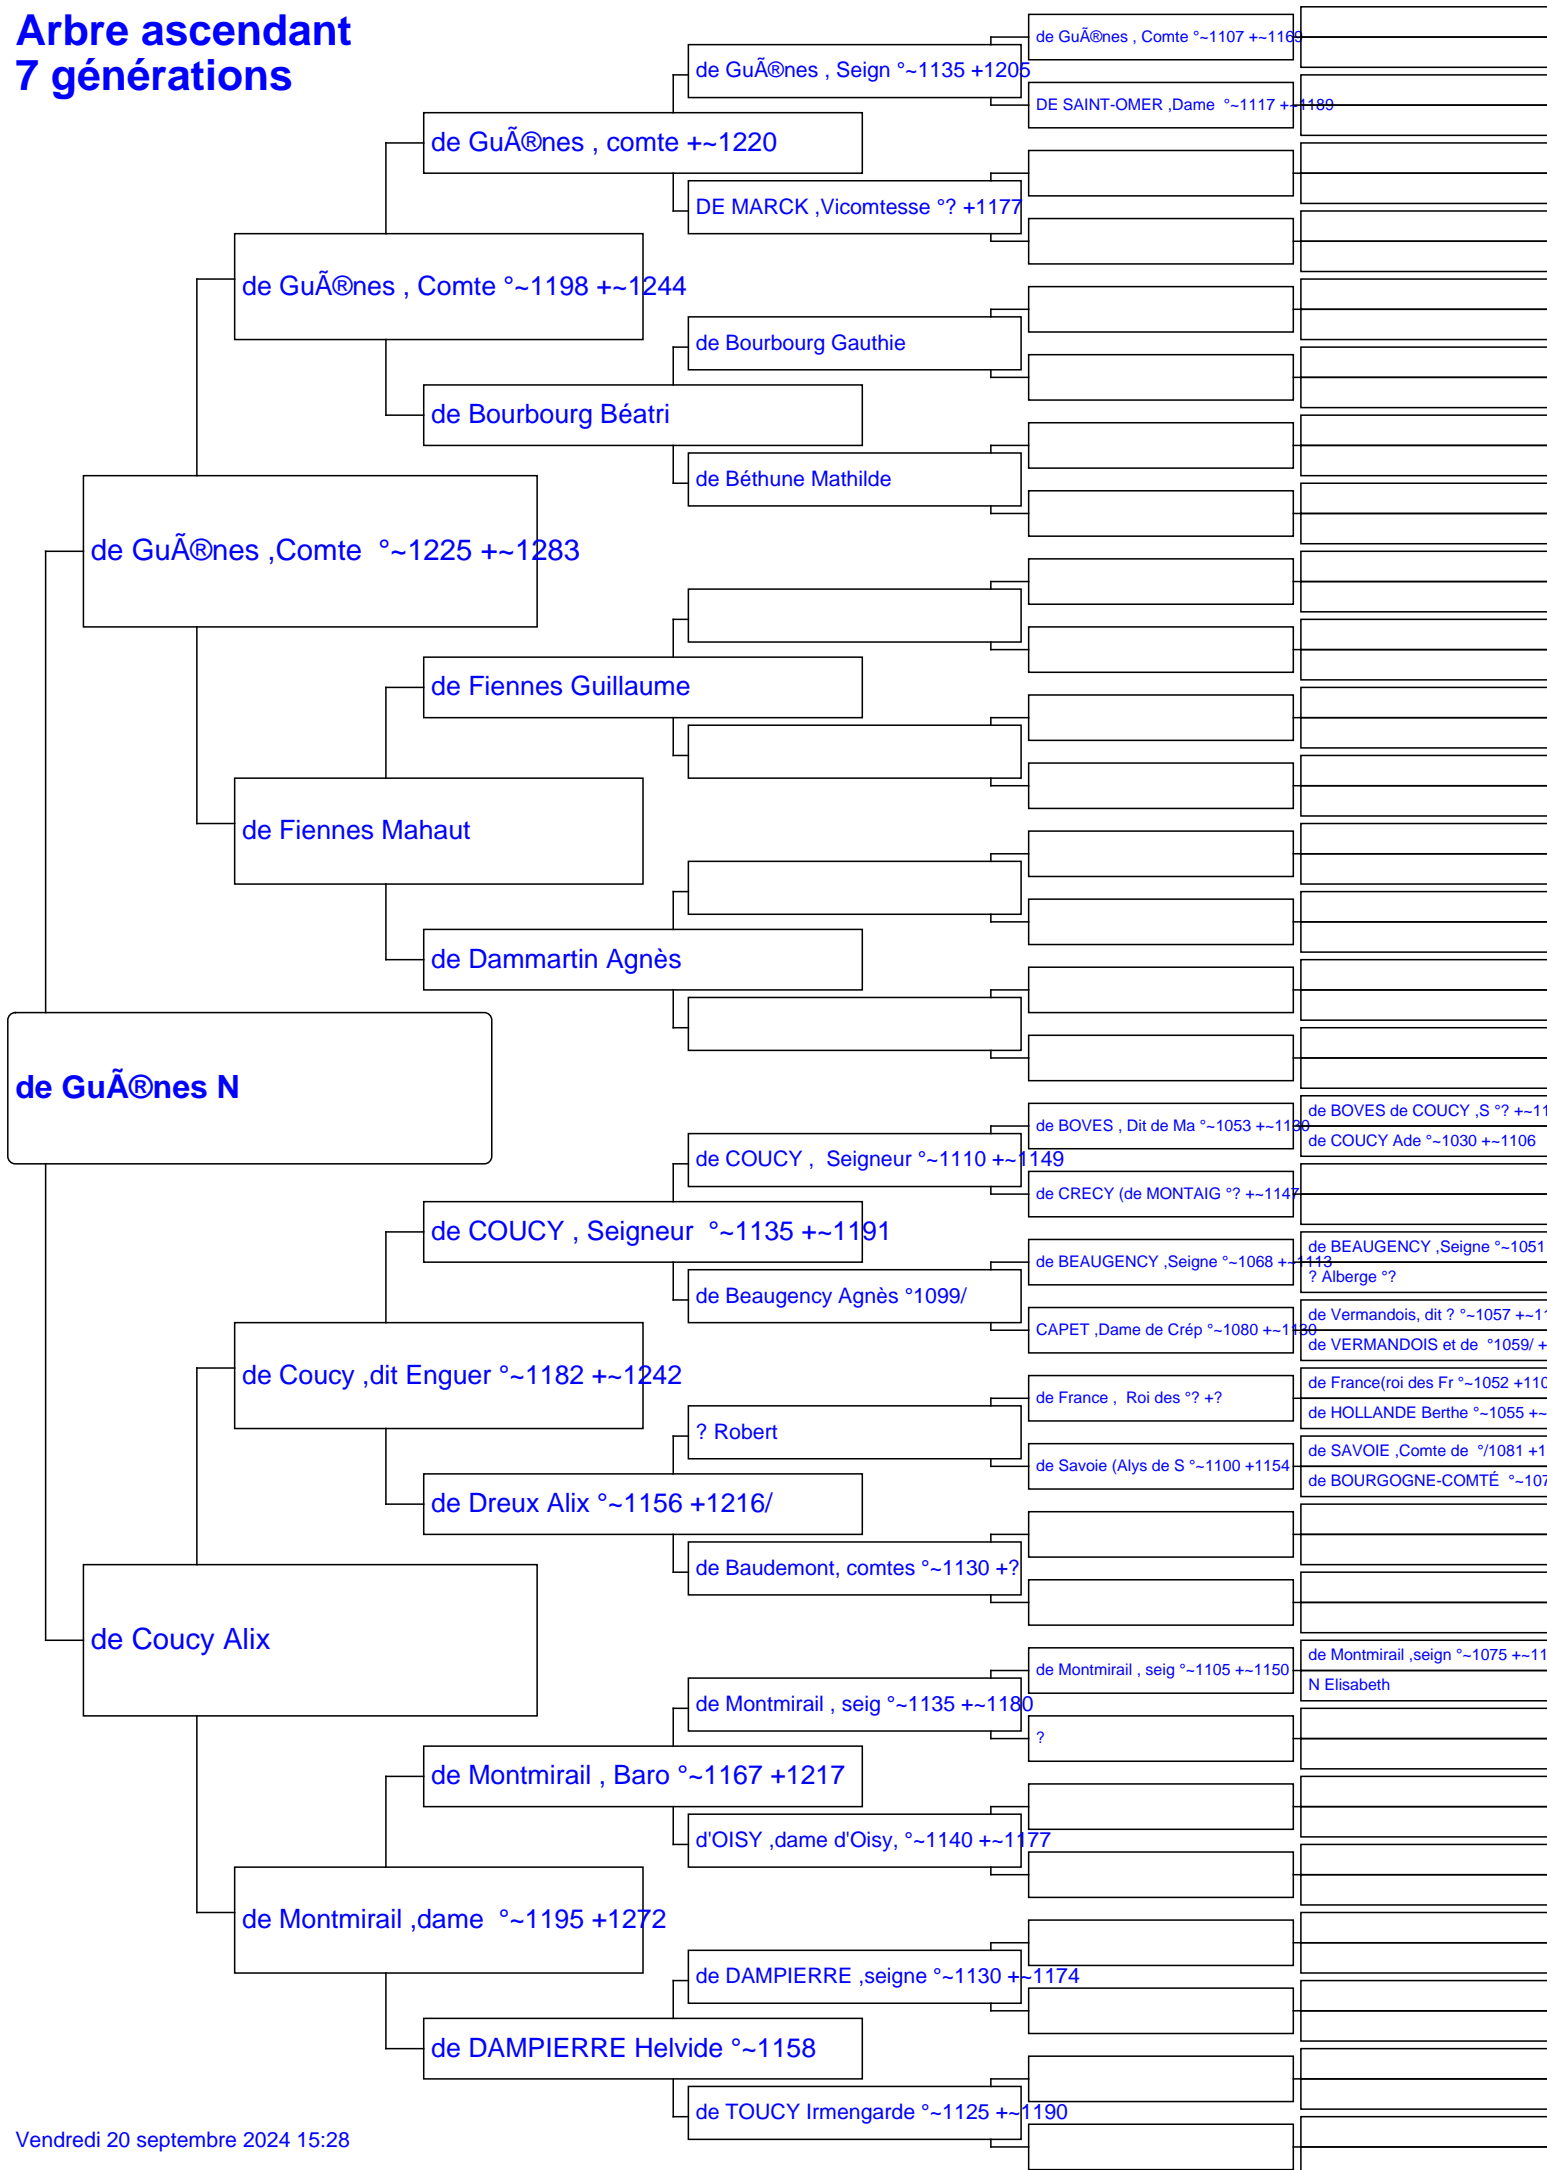 Arbre ascendant
7 générations
de GuÃ®nes , Comte °~1107 +~1169
de GuÃ®nes , Seign °~1135 +1205
DE SAINT-OMER ,Dame  °~1117 +~1189
de GuÃ®nes , comte +~1220
DE MARCK ,Vicomtesse °? +1177
de GuÃ®nes , Comte °~1198 +~1244
de Bourbourg Gauthie
de Bourbourg Béatri
de Béthune Mathilde
de GuÃ®nes ,Comte  °~1225 +~1283
de Fiennes Guillaume
de Fiennes Mahaut
de Dammartin Agnès
de GuÃ®nes N
de BOVES de COUCY ,S °? +~11
de BOVES , Dit de Ma °~1053 +~1130
de COUCY Ade °~1030 +~1106
de COUCY ,  Seigneur °~1110 +~1149
de CRECY (de MONTAIG °? +~1147
de COUCY , Seigneur  °~1135 +~1191
de BEAUGENCY ,Seigne °~1051
de BEAUGENCY ,Seigne °~1068 +~1113
? Alberge °?
de Beaugency Agnès °1099/
de Vermandois, dit ? °~1057 +~11
CAPET ,Dame de Crép °~1080 +~1130
de VERMANDOIS et de  °1059/ +
de Coucy ,dit Enguer °~1182 +~1242
de France(roi des Fr °~1052 +110
de France ,  Roi des °? +?
de HOLLANDE Berthe °~1055 +~
? Robert
de SAVOIE ,Comte de  °/1081 +1
de Savoie (Alys de S °~1100 +1154
de BOURGOGNE-COMTÉ  °~107
de Dreux Alix °~1156 +1216/
de Baudemont, comtes °~1130 +?
de Coucy Alix
de Montmirail ,seign °~1075 +~11
de Montmirail , seig °~1105 +~1150
N Elisabeth
de Montmirail , seig °~1135 +~1180
?
de Montmirail , Baro °~1167 +1217
d'OISY ,dame d'Oisy, °~1140 +~1177
de Montmirail ,dame  °~1195 +1272
de DAMPIERRE ,seigne °~1130 +~1174
de DAMPIERRE Helvide °~1158
de TOUCY Irmengarde °~1125 +~1190
Vendredi 20 septembre 2024 15:28